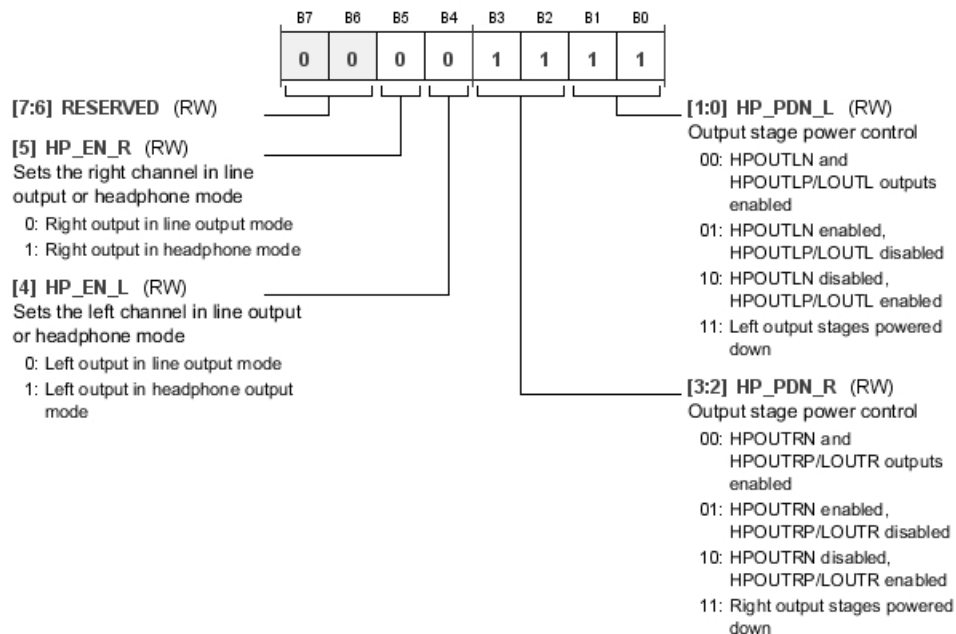 B7 B6 B5 B4 B3 B2 B1 B0
0 0 0 0 1 1 1 1
[7:6] RESERVED (RW)
[5] HP_EN_R (RW)
Sets the right channel in line
output or headphone mode
0: Right output in line output mode
1: Right output in headphone mode
[4] HP_EN_L (RW)
Sets the left channel in line output
or headphone mode
0: Left output in line output mode
1: Left output in headphone output
mode
[1:0] HP_PDN_L (RW)
Output stage power control
00: HPOUTLN and
HPOUTLP/LOUTL outputs
enabled
01: HPOUTLN enabled,
HPOUTLP/LOUTL disabled
10: HPOUTLN disabled,
HPOUTLP/LOUTL enabled
11: Left output stages powered
down
[3:2] HP_PDN_R (RW)
Output stage power control
00: HPOUTRN and
HPOUTRP/LOUTR outputs
enabled
01: HPOUTRN enabled,
HPOUTRP/LOUTR disabled
10: HPOUTRN disabled,
HPOUTRP/LOUTR enabled
11: Right output stages powered
down